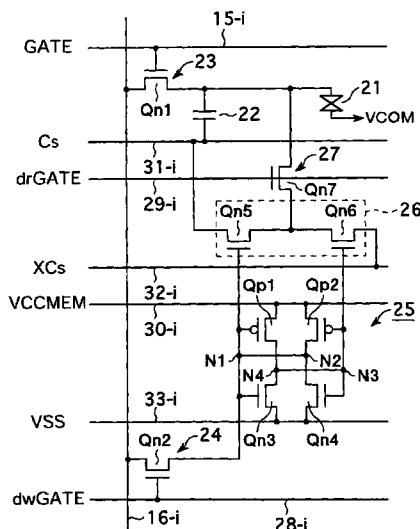 GATE
15-i
23
Qn1
21
22
VCOM
Cs
31-i
27
drGATE
29-i
Qn7
26
Qn5
Qn6
XCs
32-i
VCCMEM
Qp1
Qp2
30-i
25
N1
N2
N4
N3
33-i
VSS
Qn3
Qn4
Qn2
24
dwGATE
16-i
28-i